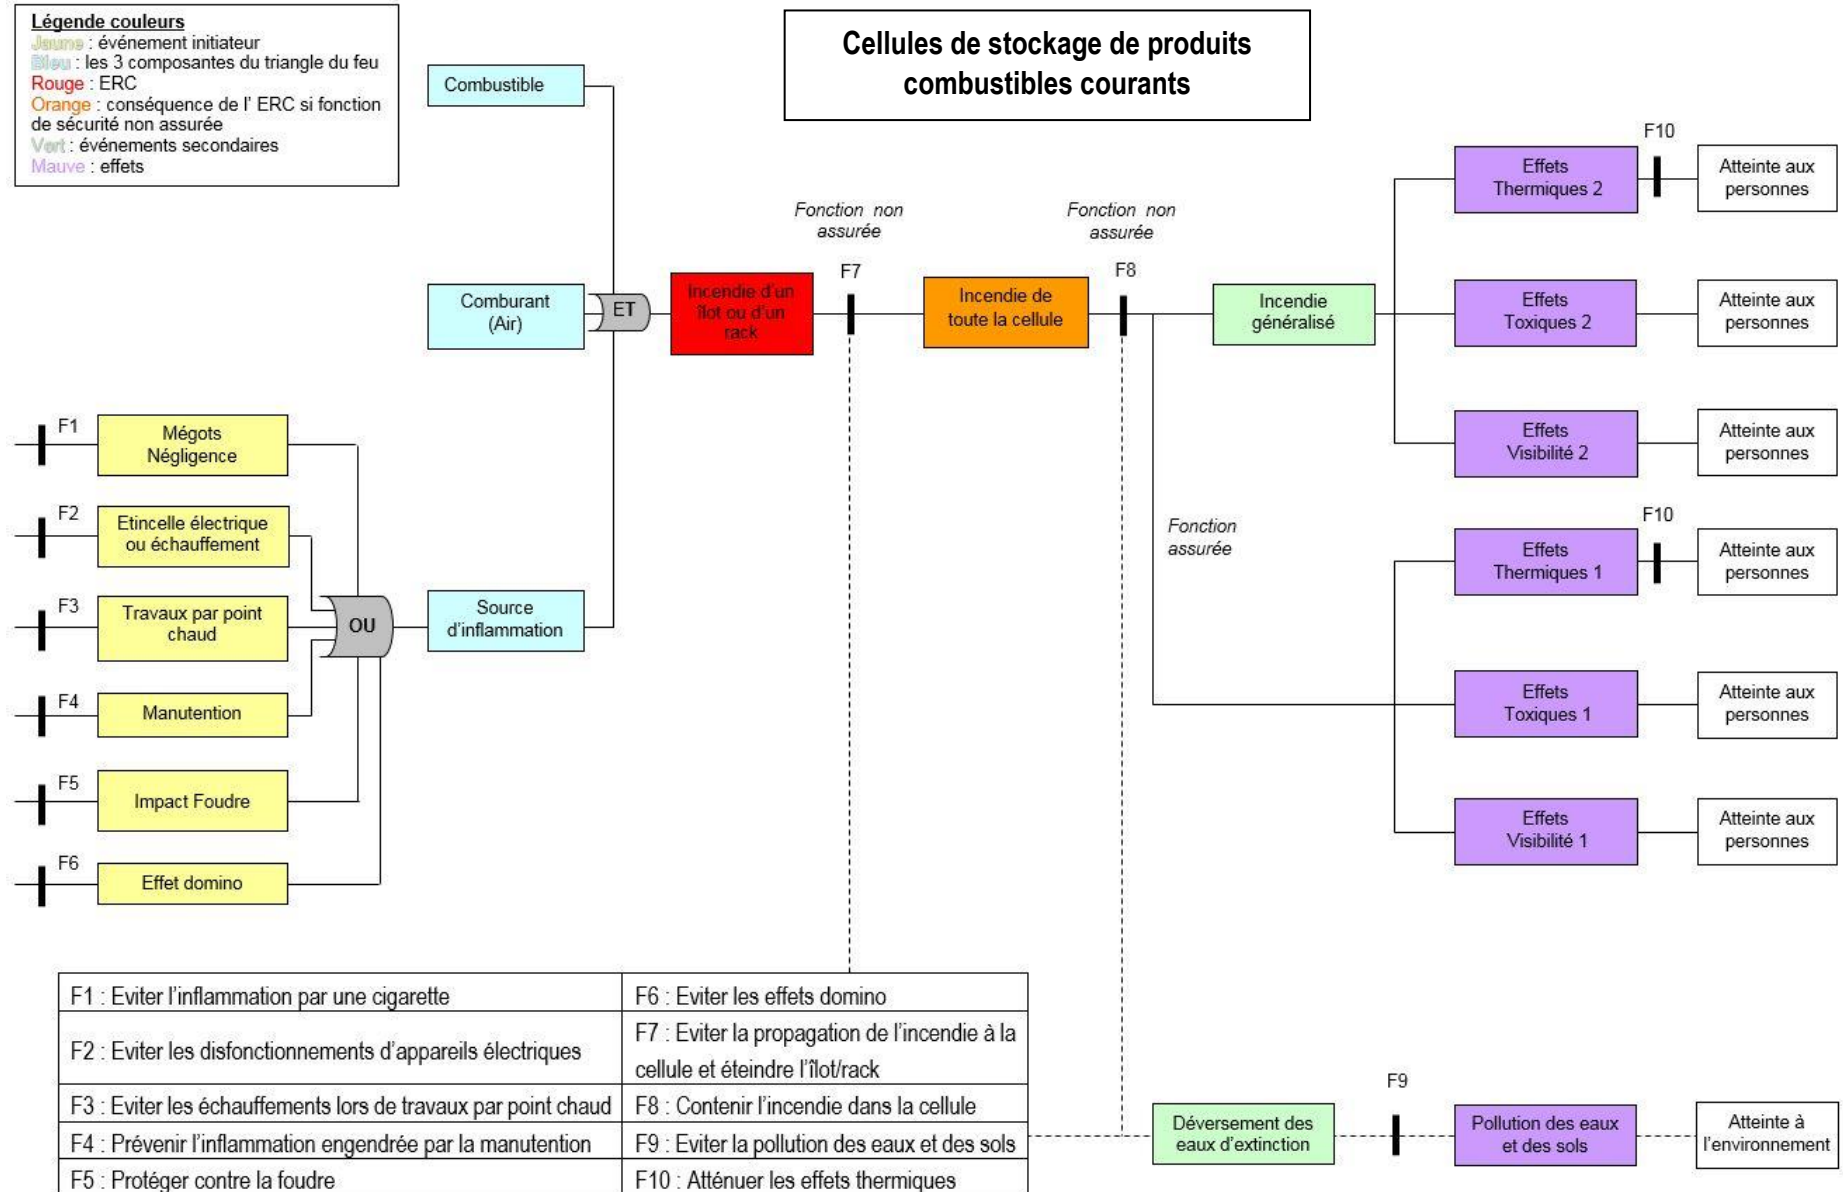 Légende couleurs
Jaune : événement initiateur
Bleu : les 3 composantes du triangle du feu
Rouge : ERC
Orange : conséquence de l' ERC si fonction
de sécurité non assurée
Vert : événements secondaires
Mauve : effets
Cellules de stockage de produits
combustibles courants
Combustible
Comburant
(Air)
ET
Incendie d'un
îlot ou d'un
rack
Fonction non
assurée
F7
Incendie de
toute la cellule
Fonction non
assurée
F8
Incendie
généralisé
Fonction
assurée
Effets
Thermiques 2
F10
Atteinte aux
personnes
Effets
Toxiques 2
Atteinte aux
personnes
Effets
Visibilité 2
Atteinte aux
personnes
Effets
Thermiques 1
F10
Atteinte aux
personnes
Effets
Toxiques 1
Atteinte aux
personnes
Effets
Visibilité 1
Atteinte aux
personnes
F1
Mégots
Négligence
F2
Etincelle électrique
ou échauffement
F3
Travaux par point
chaud
OU
Source
d'inflammation
F4
Manutention
F5
Impact Foudre
F6
Effet domino
F1 : Eviter l'inflammation par une cigarette
F6 : Eviter les effets domino
F2 : Eviter les disfonctionnements d'appareils électriques
F7 : Eviter la propagation de l'incendie à la
cellule et éteindre l'îlot/rack
F3 : Eviter les échauffements lors de travaux par point chaud
F8 : Contenir l'incendie dans la cellule
F4 : Prévenir l'inflammation engendrée par la manutention
F9 : Eviter la pollution des eaux et des sols
F5 : Protéger contre la foudre
F10 : Atténuer les effets thermiques
Déversement des
eaux d'extinction
F9
Pollution des eaux
et des sols
Atteinte à
l'environnement